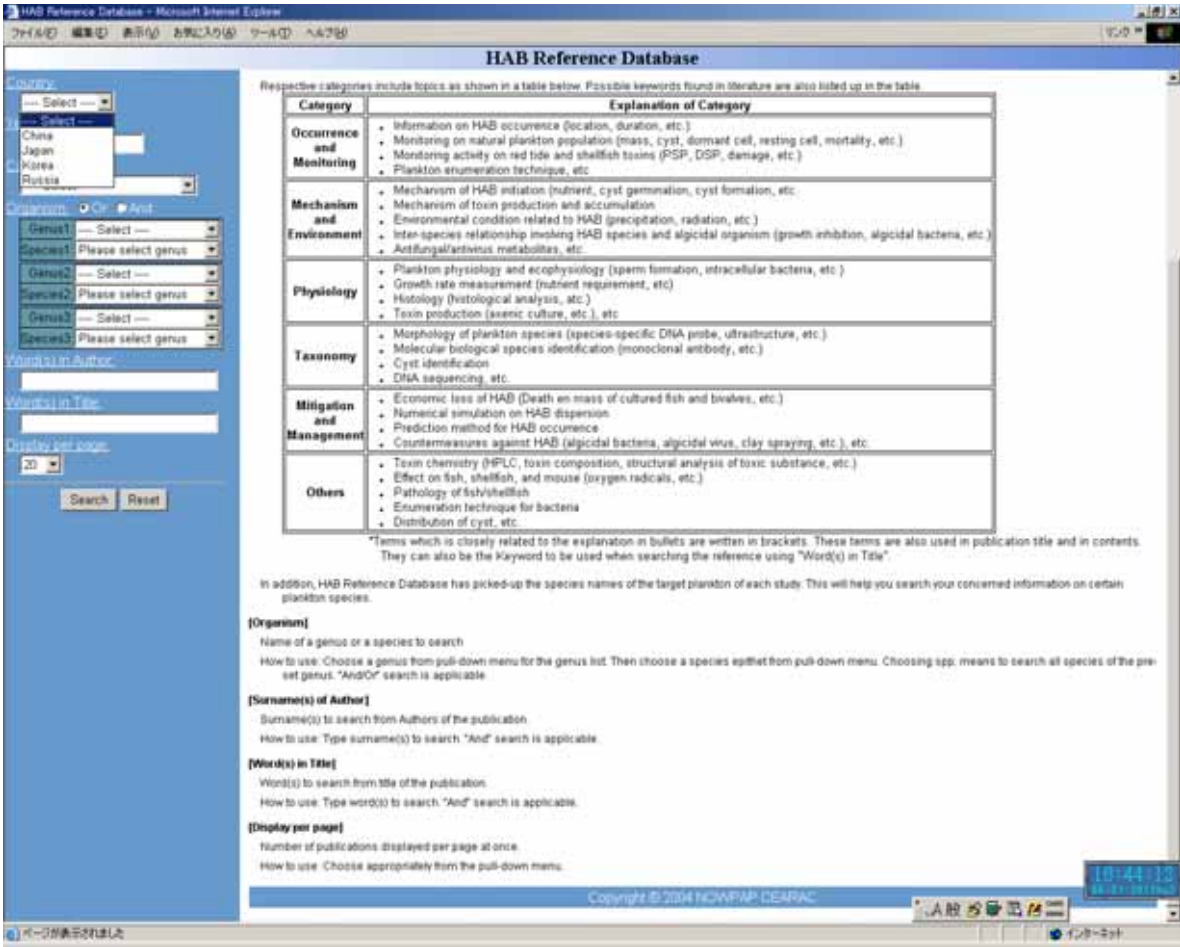 HAB Reference Database - Microsoft Internet Explorer
ファイル(F) 編集(E) 表示(V) お気に入り(A) ツール(T) ヘルプ(H)
リンク
HAB Reference Database
Country:
---- Select ----
---- Select ----
China
Japan
Korea
Russia
Organism: Or And
Genus1 ---- Select ----
Species1 Please select genus
Genus2 ---- Select ----
Species2 Please select genus
Genus3 ---- Select ----
Species3 Please select genus
Word(s) in Author:
Word(s) in Title:
Display per page:
20
Search Reset
Respective categories include topics as shown in a table below. Possible keywords found in literature are also listed up in the table.
Category Explanation of Category
Occurrence and Monitoring
• Information on HAB occurrence (location, duration, etc.)
• Monitoring on natural plankton population (mass, cyst, dormant cell, resting cell, mortality, etc.)
• Monitoring activity on red tide and shellfish toxins (PSP, DSP, damage, etc.)
• Plankton enumeration technique, etc
Mechanism and Environment
• Mechanism of HAB initiation (nutrient, cyst germination, cyst formation, etc.
• Mechanism of toxin production and accumulation
• Environmental condition related to HAB (precipitation, radiation, etc.)
• Inter-species relationship involving HAB species and algicidal organism (growth inhibition, algicidal bacteria, etc.)
• Antifungal/antivirus metabolites, etc.
Physiology
• Plankton physiology and ecophysiology (sperm formation, intracellular bacteria, etc.)
• Growth rate measurement (nutrient requirement, etc)
• Histology (histological analysis, etc.)
• Toxin production (axenic culture, etc.), etc
Taxonomy
• Morphology of plankton species (species-specific DNA probe, ultrastructure, etc.)
• Molecular biological species identification (monoclonal antibody, etc.)
• Cyst identification
• DNA sequencing, etc.
Mitigation and Management
• Economic loss of HAB (Death en mass of cultured fish and bivalves, etc.)
• Numerical simulation on HAB dispersion
• Prediction method for HAB occurrence
• Countermeasures against HAB (algicidal bacteria, algicidal virus, clay spraying, etc.), etc.
Others
• Toxin chemistry (HPLC, toxin composition, structural analysis of toxic substance, etc.)
• Effect on fish, shellfish, and mouse (oxygen radicals, etc.)
• Pathology of fish/shellfish
• Enumeration technique for bacteria
• Distribution of cyst, etc.
*Terms which is closely related to the explanation in bullets are written in brackets. These terms are also used in publication title and in contents.
They can also be the Keyword to be used when searching the reference using "Word(s) in Title".
In addition, HAB Reference Database has picked-up the species names of the target plankton of each study. This will help you search your concerned information on certain
plankton species.
[Organism]
Name of a genus or a species to search
How to use: Choose a genus from pull-down menu for the genus list. Then choose a species epithet from pull-down menu. Choosing spp. means to search all species of the pre-
set genus. "And/Or" search is applicable.
[Surname(s) of Author]
Surname(s) to search from Authors of the publication.
How to use: Type surname(s) to search. "And" search is applicable.
[Word(s) in Title]
Word(s) to search from title of the publication.
How to use: Type word(s) to search. "And" search is applicable.
[Display per page]
Number of publications displayed per page at once.
How to use: Choose appropriately from the pull-down menu.
Copyright © 2004 NOWPAP CEARAC
A 般
ページが表示されました
インターネット